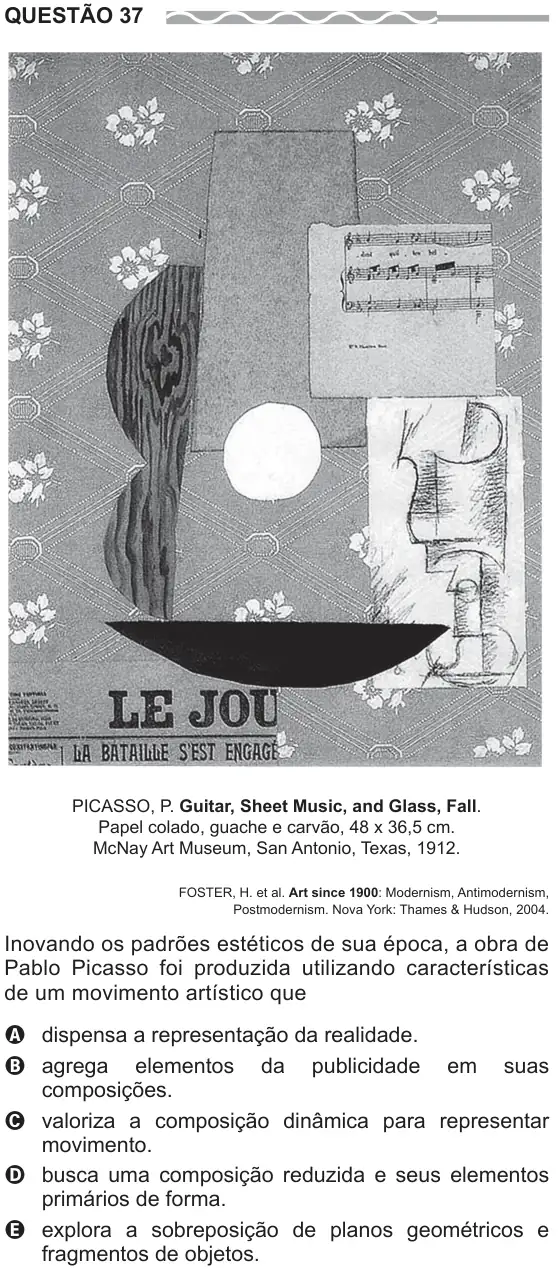 QUESTÃO 37
dint quil - tes bel -
LE JOU
LA BATAILLE S'EST ENGAGÉ
PICASSO, P. Guitar, Sheet Music, and Glass, Fall.
Papel colado, guache e carvão, 48 x 36,5 cm.
McNay Art Museum, San Antonio, Texas, 1912.
FOSTER, H. et al. Art since 1900: Modernism, Antimodernism,
Postmodernism. Nova York: Thames & Hudson, 2004.
Inovando os padrões estéticos de sua época, a obra de
Pablo Picasso foi produzida utilizando características
de um movimento artístico que
A dispensa a representação da realidade.
B agrega elementos da publicidade em suas
composições.
C valoriza a composição dinâmica para representar
movimento.
D busca uma composição reduzida e seus elementos
primários de forma.
E explora a sobreposição de planos geométricos e
fragmentos de objetos.